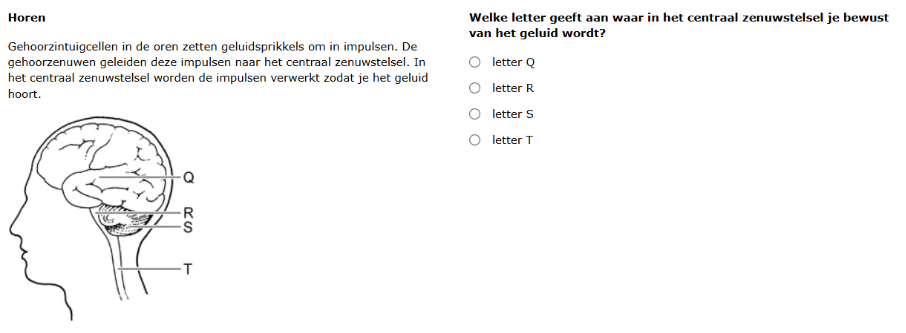 Horen
Gehoorzintuigcellen in de oren zetten geluidsprikkels om in impulsen. De
gehoorzenuwen geleiden deze impulsen naar het centraal zenuwstelsel. In
het centraal zenuwstelsel worden de impulsen verwerkt zodat je het geluid
hoort.
Q
R
S
T
Welke letter geeft aan waar in het centraal zenuwstelsel je bewust
van het geluid wordt?
letter Q
letter R
letter S
letter T